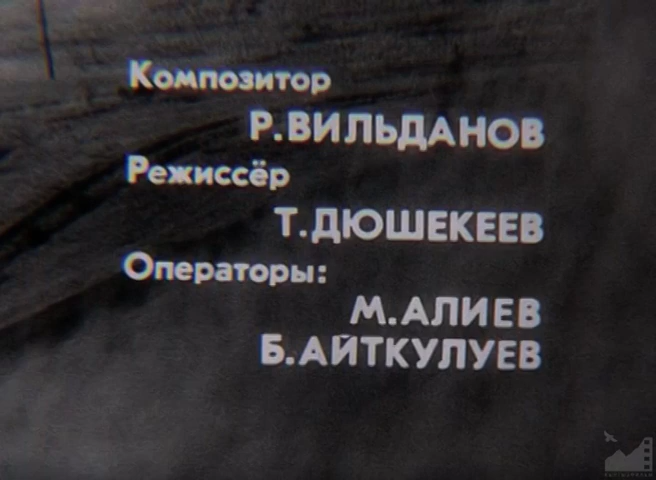 Композитор
Р.ВИЛЬДАНОВ
Режиссёр
Т.ДЮШЕКЕЕВ
Операторы:
М.АЛИЕВ
Б.АЙТКУЛУЕВ